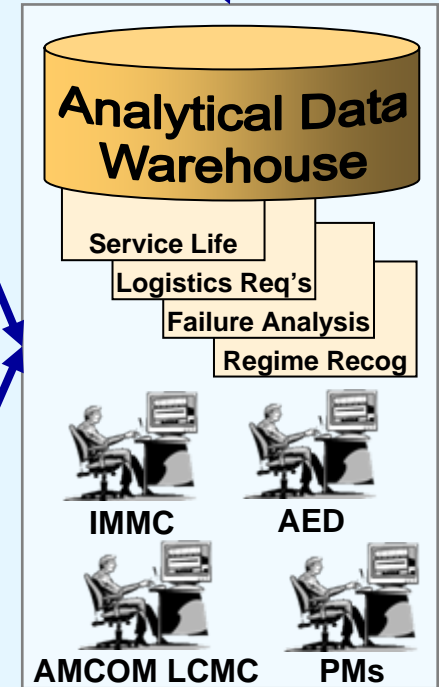 Analytical Data
Warehouse
Service Life
Logistics Req's
Failure Analysis
Regime Recog
IMMC AED
AMCOM LCMC PMs